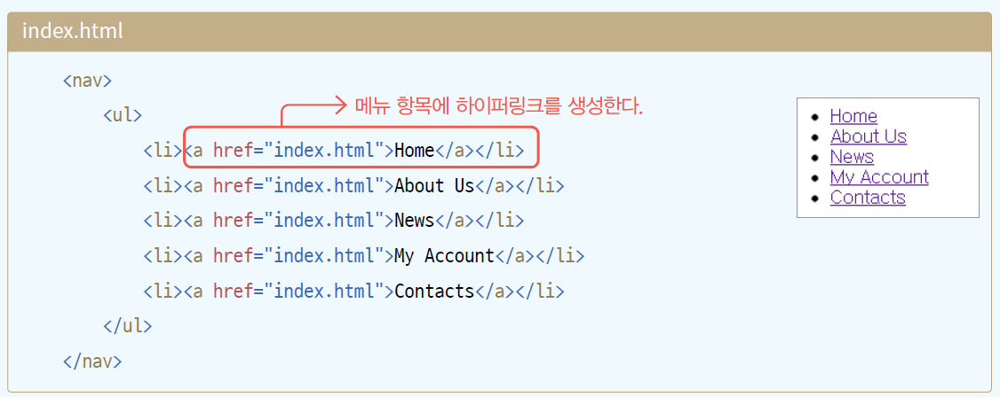 index.html
<nav>
<ul>
메뉴 항목에 하이퍼링크를 생성한다.
<li><a href="index.html">Home</a></li>
<li><a href="index.html">About Us</a></li>
<li><a href="index.html">News</a></li>
<li><a href="index.html">My Account</a></li>
<li><a href="index.html">Contacts</a></li>
</ul>
</nav>
Home
About Us
News
My Account
Contacts